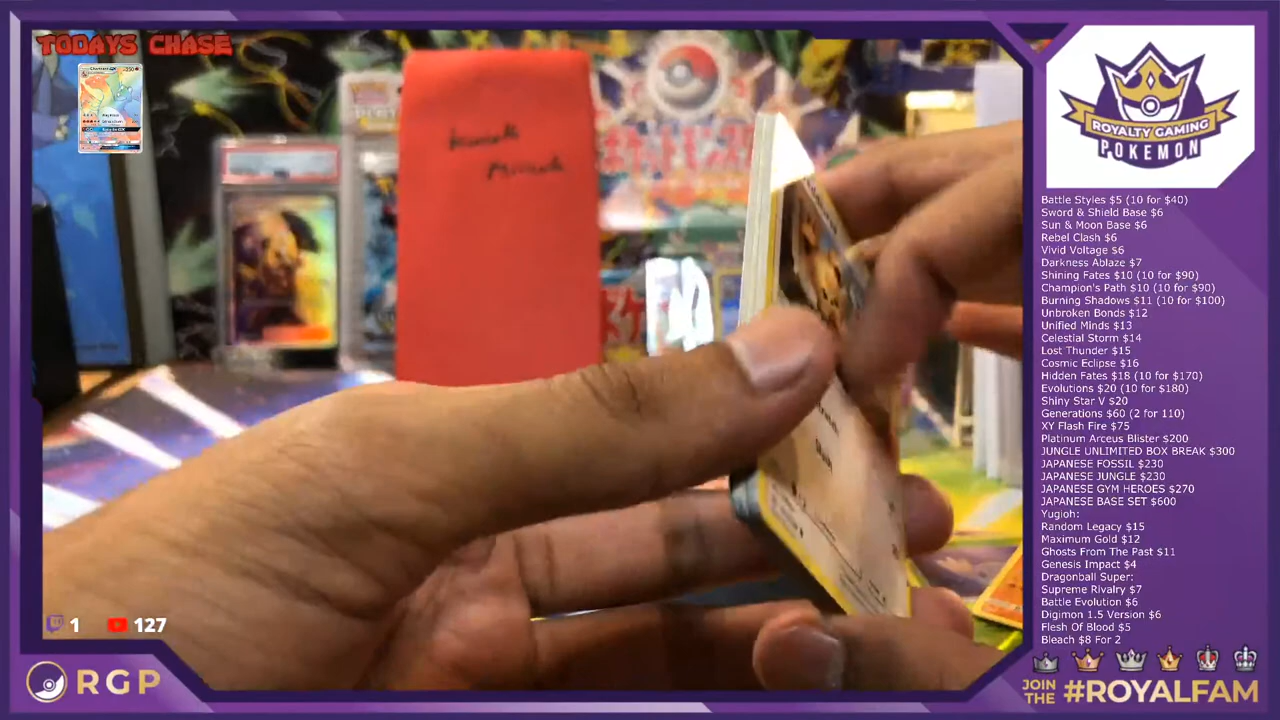 TODAYS CHASE
ROYALTY GAMING
POKEMON
Battle Styles $5 (10 for $40)
Sword & Shield Base $6
Sun & Moon Base $6
Rebel Clash $6
Vivid Voltage $6
Darkness Ablaze $7
Shining Fates $10 (10 for $90)
Champion's Path $10 (10 for $90)
Burning Shadows $11 (10 for $100)
Unbroken Bonds $12
Unified Minds $13
Celestial Storm $14
Lost Thunder $15
Cosmic Eclipse $16
Hidden Fates $18 (10 for $170)
Evolutions $20 (10 for $180)
Shiny Star V $20
Generations $60 (2 for 110)
XY Flash Fire $75
Platinum Arceus Blister $200
JUNGLE UNLIMITED BOX BREAK $300
JAPANESE FOSSIL $230
JAPANESE JUNGLE $230
JAPANESE GYM HEROES $270
JAPANESE BASE SET $600
Yugioh:
Random Legacy $15
Maximum Gold $12
Ghosts From The Past $11
Genesis Impact $4
Dragonball Super:
Supreme Rivalry $7
Battle Evolution $6
Digimon 1.5 Version $6
Flesh Of Blood $5
Bleach $8 For 2
1 127
RGP
JOIN THE #ROYALFAM